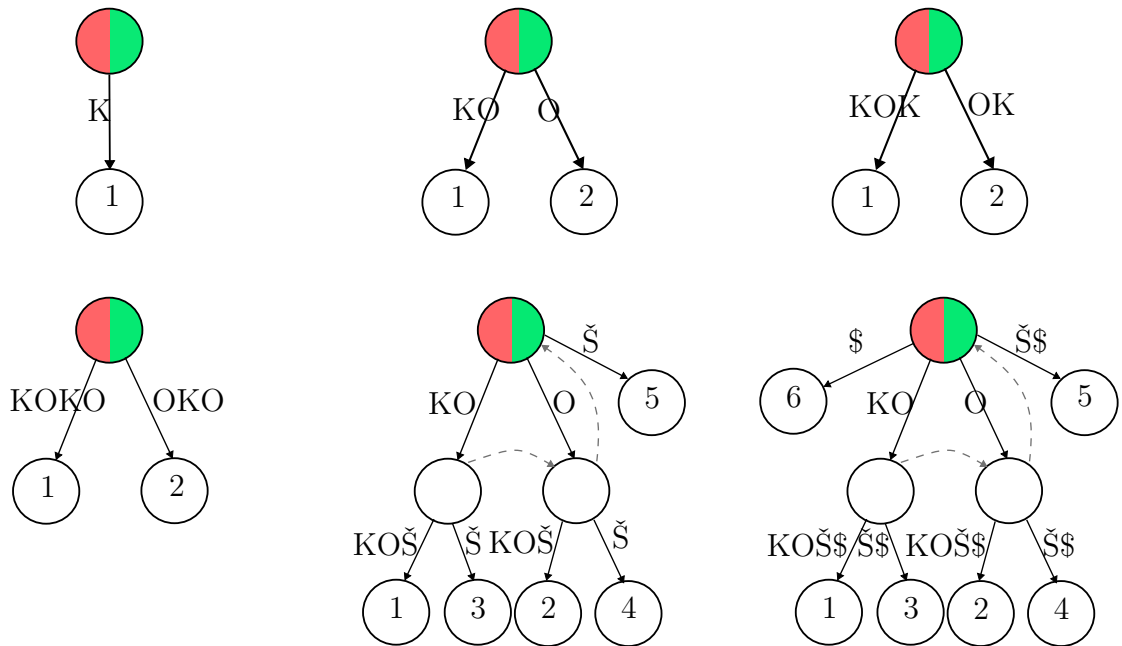 K
1
KO O
1 2
KOK OK
1 2
KOKO OKO
1 2
Š
KO O
5
KOŠ Š KOŠ Š
1 3 2 4
$ Š$
6 KO O 5
KOŠ$ Š$ KOŠ$ Š$
1 3 2 4